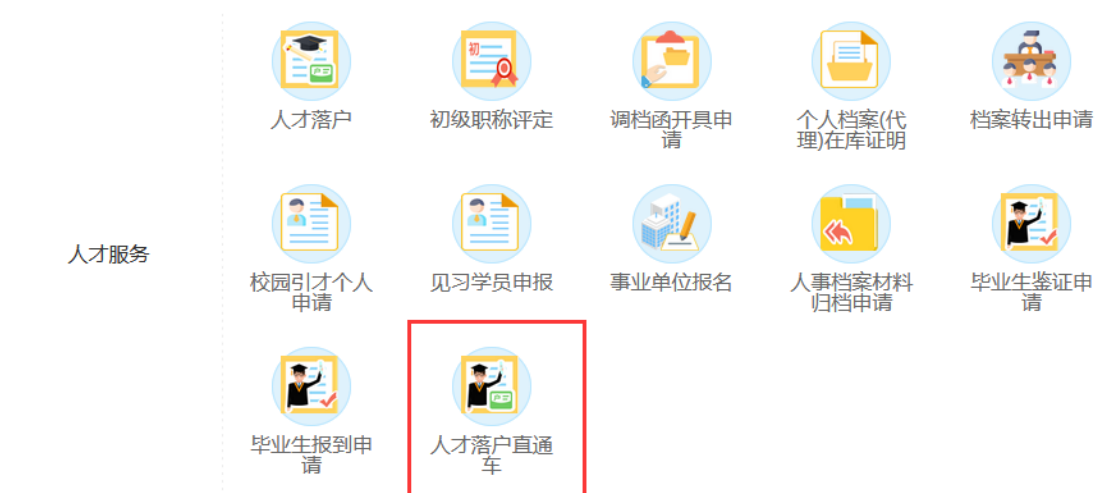 初
人才落户
初级职称评定
调档函开具申
请
个人档案(代
理)在库证明
档案转出申请
人才服务
校园引才个人
申请
见习学员申报
事业单位报名
人事档案材料
归档申请
毕业生鉴证申
请
毕业生报到申
请
人才落户直通
车